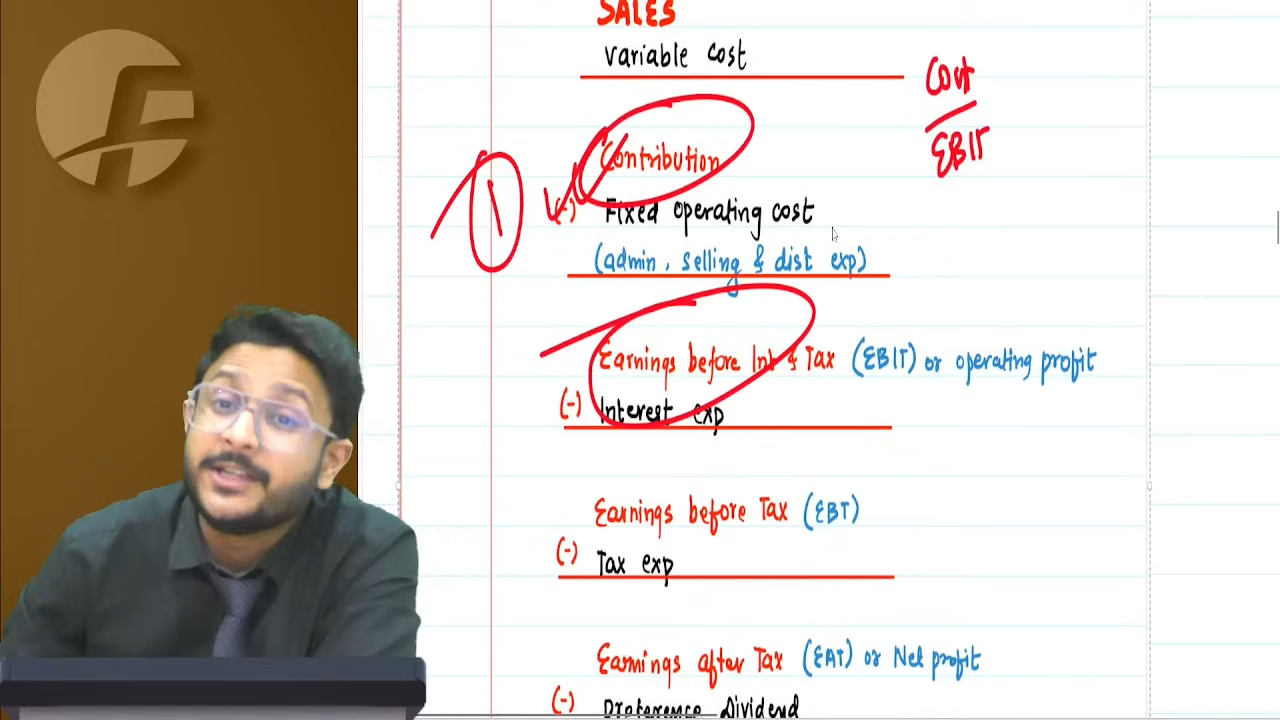 SALES
Variable cost
Cont
EBIT
Contribution
1
(-) Fixed operating cost
(admin, selling & dist exp)
Earnings before Int & Tax (EBIT) or operating profit
(-) Interest exp
Earnings before Tax (EBT)
(-) Tax exp
Earnings after Tax (EAT) or Net profit
(-) Preference Dividend